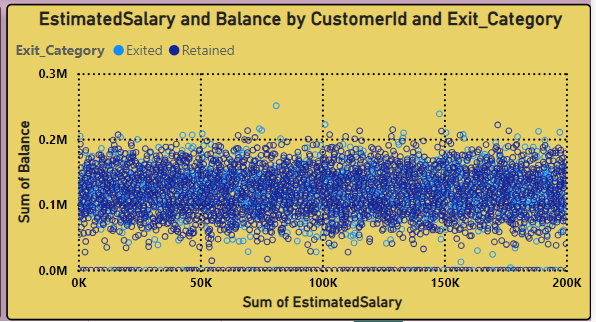 EstimatedSalary and Balance by CustomerId and Exit_Category
Exit_Category Exited Retained
0.3M
0.2M
0.1M
0.0M
Sum of Balance
0K 50K 100K 150K 200K
Sum of EstimatedSalary